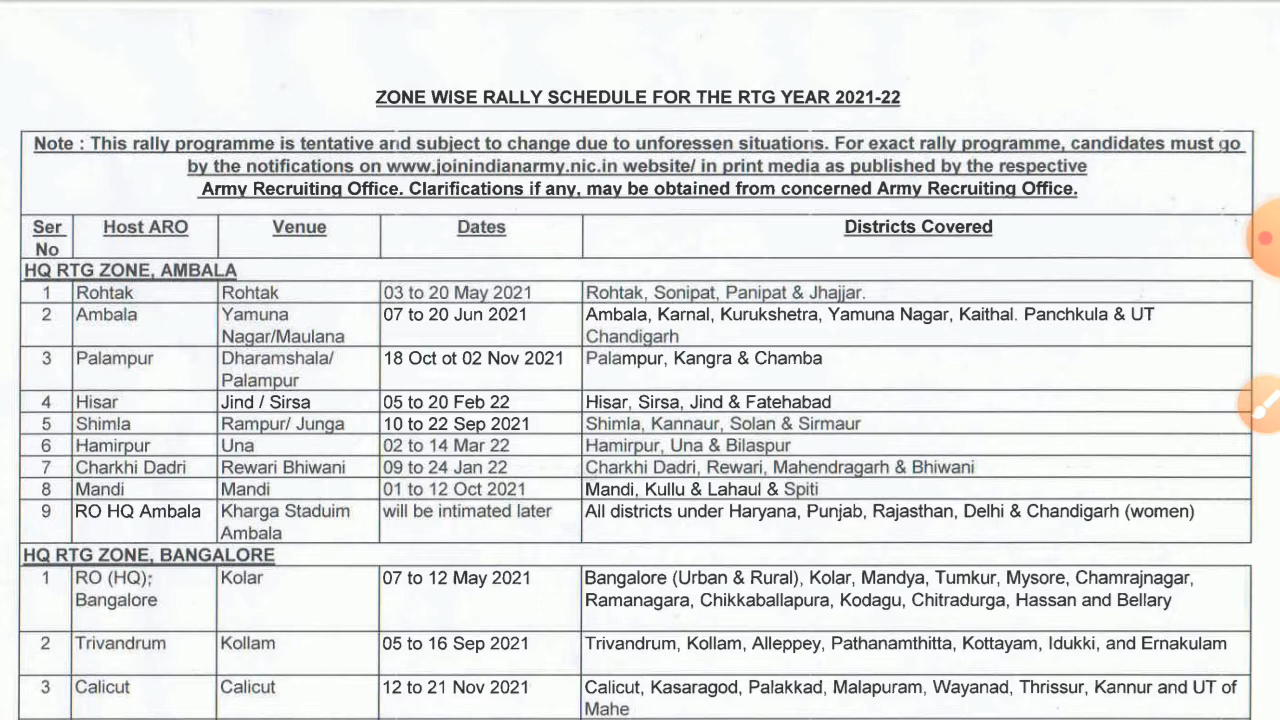 ZONE WISE RALLY SCHEDULE FOR THE RTG YEAR 2021-22
Note : This rally programme is tentative and subject to change due to unforessen situations. For exact rally programme, candidates must go
by the notifications on www.joinindianarmy.nic.in website/ in print media as published by the respective
Army Recruiting Office. Clarifications if any, may be obtained from concerned Army Recruiting Office.
Ser No Host ARO Venue Dates Districts Covered
HQ RTG ZONE, AMBALA
1 Rohtak Rohtak 03 to 20 May 2021 Rohtak, Sonipat, Panipat & Jhajjar.
2 Ambala Yamuna 07 to 20 Jun 2021 Ambala, Karnal, Kurukshetra, Yamuna Nagar, Kaithal. Panchkula & UT
Nagar/Maulana Chandigarh
3 Palampur Dharamshala/ 18 Oct ot 02 Nov 2021 Palampur, Kangra & Chamba
Palampur
4 Hisar Jind / Sirsa 05 to 20 Feb 22 Hisar, Sirsa, Jind & Fatehabad
5 Shimla Rampur/ Junga 10 to 22 Sep 2021 Shimla, Kannaur, Solan & Sirmaur
6 Hamirpur Una 02 to 14 Mar 22 Hamirpur, Una & Bilaspur
7 Charkhi Dadri Rewari Bhiwani 09 to 24 Jan 22 Charkhi Dadri, Rewari, Mahendragarh & Bhiwani
8 Mandi Mandi 01 to 12 Oct 2021 Mandi, Kullu & Lahaul & Spiti
9 RO HQ Ambala Kharga Staduim will be intimated later All districts under Haryana, Punjab, Rajasthan, Delhi & Chandigarh (women)
Ambala
HQ RTG ZONE, BANGALORE
1 RO (HQ); Kolar 07 to 12 May 2021 Bangalore (Urban & Rural), Kolar, Mandya, Tumkur, Mysore, Chamrajnagar,
Bangalore Ramanagara, Chikkaballapura, Kodagu, Chitradurga, Hassan and Bellary
2 Trivandrum Kollam 05 to 16 Sep 2021 Trivandrum, Kollam, Alleppey, Pathanamthitta, Kottayam, Idukki, and Ernakulam
3 Calicut Calicut 12 to 21 Nov 2021 Calicut, Kasaragod, Palakkad, Malapuram, Wayanad, Thrissur, Kannur and UT of
Mahe